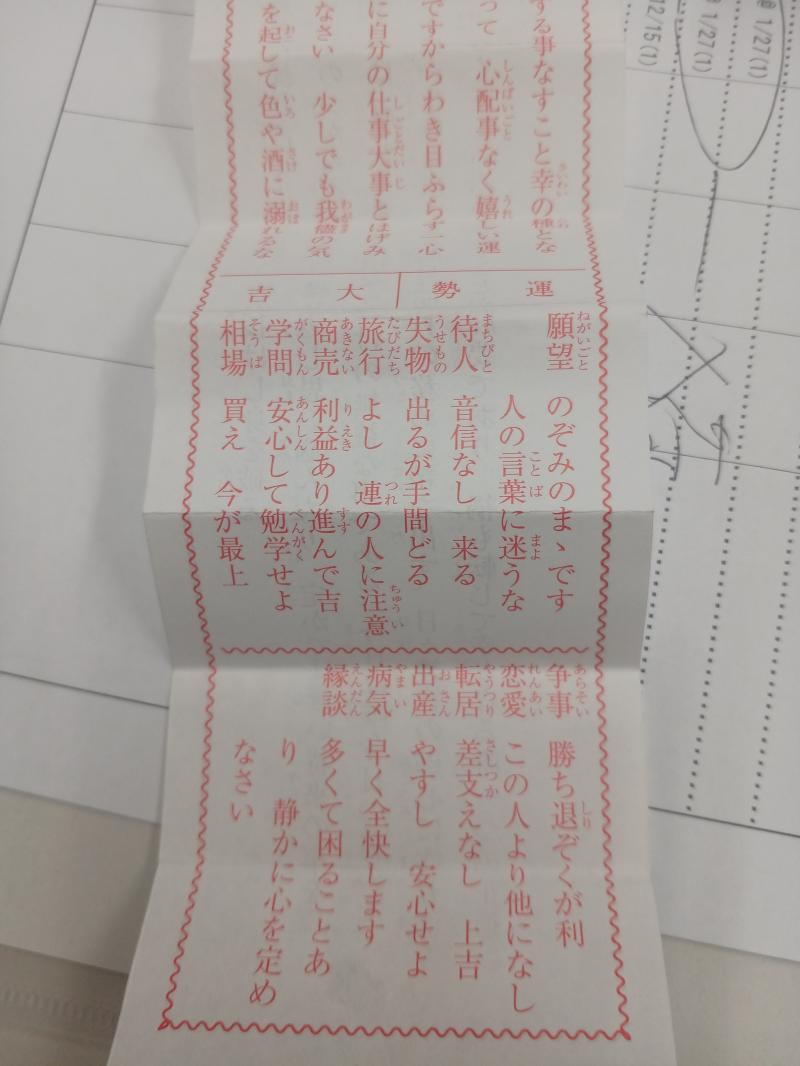 する事なすこと幸の種とな
って 心配事なく嬉しい運
ですからわき目ふらず一心
に自分の仕事大事とはげみ
なさい 少しでも我儘の気
を起して色や酒に溺れるな
運勢 大吉
願望 のぞみのまゝです
人の言葉に迷うな
待人 音信なし 来る
失物 出るが手間どる
旅行 よし 連の人に注意
商売 利益あり進んで吉
学問 安心して勉学せよ
相場 買え 今が最上
争事 勝ち退ぞくが利
恋愛 この人より他になし
転居 差支えなし 上吉
出産 やすし 安心せよ
病気 早く全快します
縁談 多くて困ることあ
り 静かに心を定め
なさい
@ 1/27(1)
@ 1/27(1)
12/15(1)